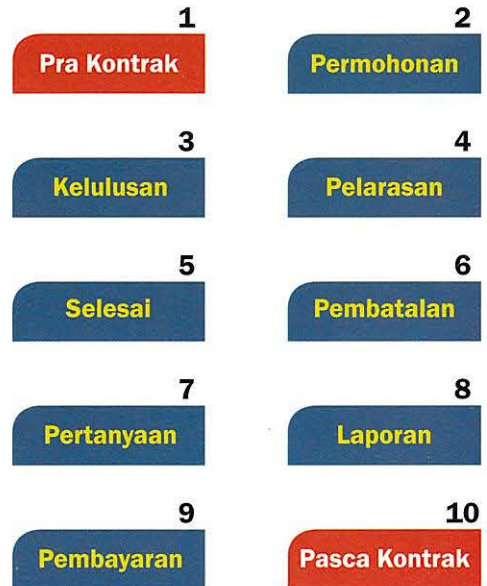 1
Pra Kontrak
2
Permohonan
3
Kelulusan
4
Pelarasan
5
Selesai
6
Pembatalan
7
Pertanyaan
8
Laporan
9
Pembayaran
10
Pasca Kontrak